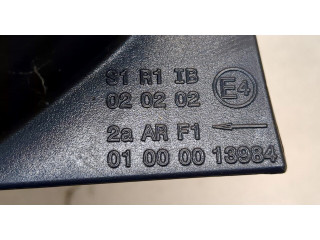 S1 R1 IB
02 02 02 E4
2a AR F1 ←
01 00 00 13984